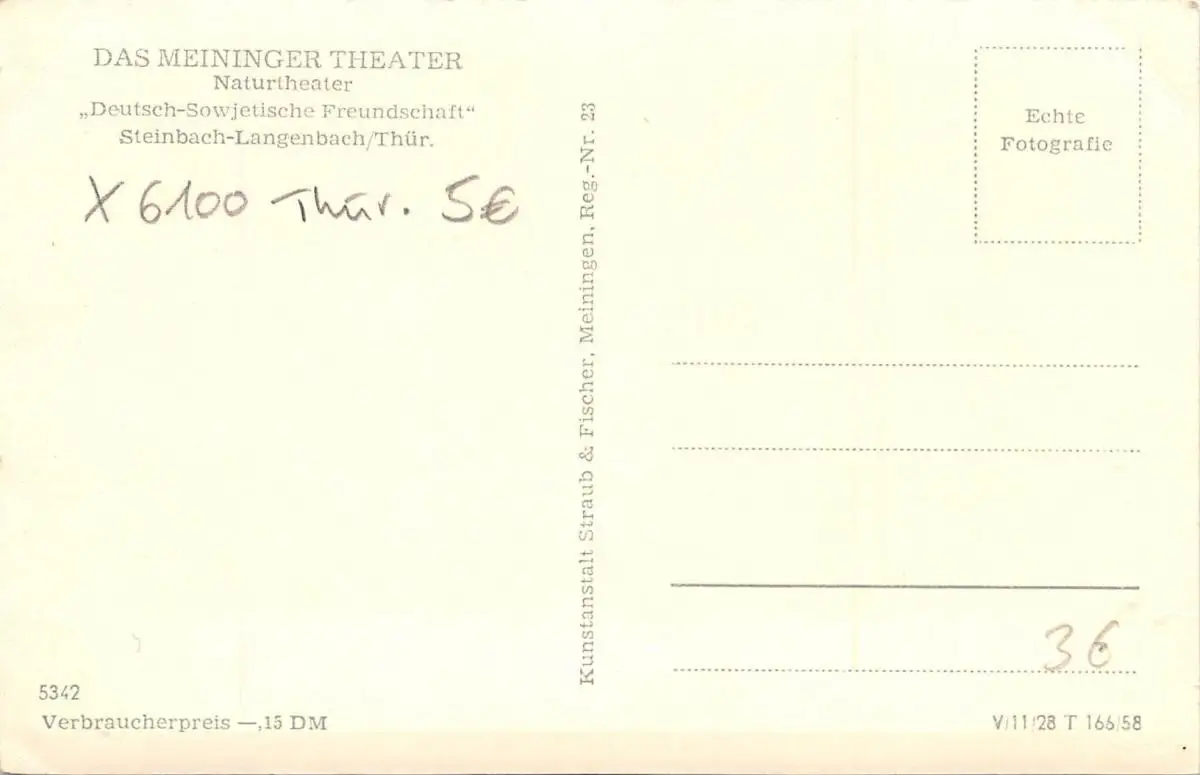 DAS MEININGER THEATER
Naturtheater
„Deutsch-Sowjetische Freundschaft“
Steinbach-Langenbach/Thür.
X 6100 Thür. 5€
Kunstanstalt Straub & Fischer, Meiningen, Reg.-Nr. 23
Echte
Fotografie
36
5342
Verbraucherpreis —,15 DM
V/11/28 T 166/58